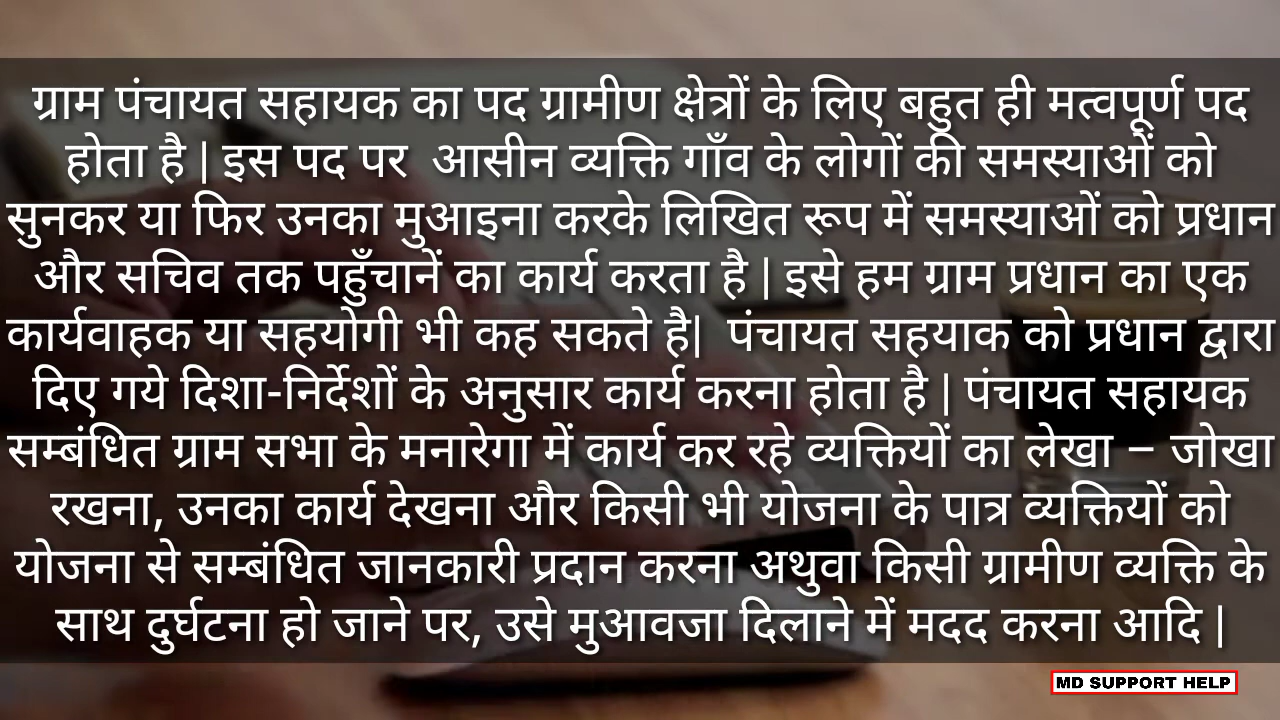 ग्राम पंचायत सहायक का पद ग्रामीण क्षेत्रों के लिए बहुत ही मत्वपूर्ण पद
होता है | इस पद पर  आसीन व्यक्ति गाँव के लोगों की समस्याओं को
सुनकर या फिर उनका मुआइना करके लिखित रूप में समस्याओं को प्रधान
और सचिव तक पहुँचानें का कार्य करता है | इसे हम ग्राम प्रधान का एक
कार्यवाहक या सहयोगी भी कह सकते है|  पंचायत सहयाक को प्रधान द्वारा
दिए गये दिशा-निर्देशों के अनुसार कार्य करना होता है | पंचायत सहायक
सम्बंधित ग्राम सभा के मनारेगा में कार्य कर रहे व्यक्तियों का लेखा – जोखा
रखना, उनका कार्य देखना और किसी भी योजना के पात्र व्यक्तियों को
योजना से सम्बंधित जानकारी प्रदान करना अथुवा किसी ग्रामीण व्यक्ति के
साथ दुर्घटना हो जाने पर, उसे मुआवजा दिलाने में मदद करना आदि |
MD SUPPORT HELP